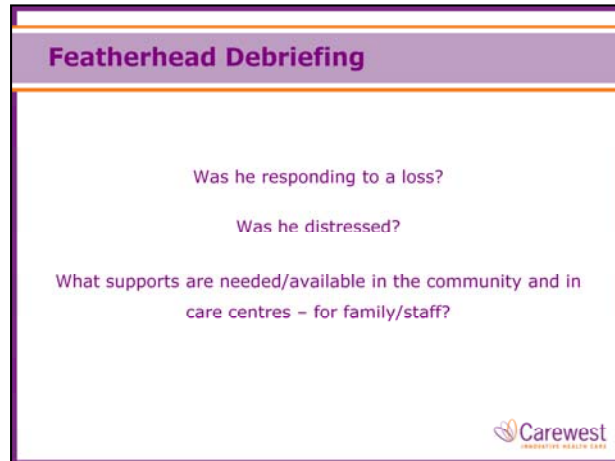 Featherhead Debriefing
Was he responding to a loss?
Was he distressed?
What supports are needed/available in the community and in
care centres – for family/staff?
Carewest
INNOVATIVE HEALTH CARE